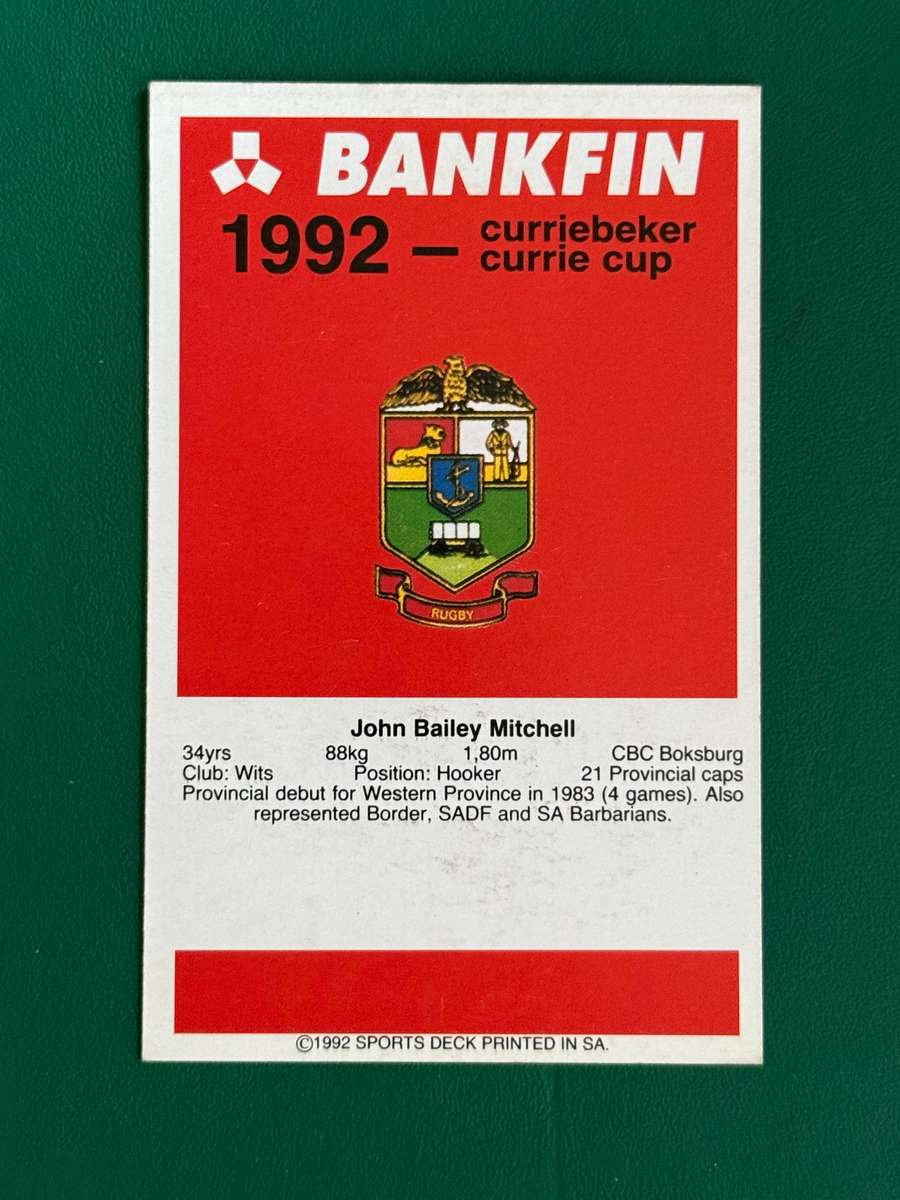 BANKFIN
1992 – curriebeker
currie cup
RUGBY
John Bailey Mitchell
34yrs 88kg 1,80m CBC Boksburg
Club: Wits Position: Hooker 21 Provincial caps
Provincial debut for Western Province in 1983 (4 games). Also
represented Border, SADF and SA Barbarians.
©1992 SPORTS DECK PRINTED IN SA.